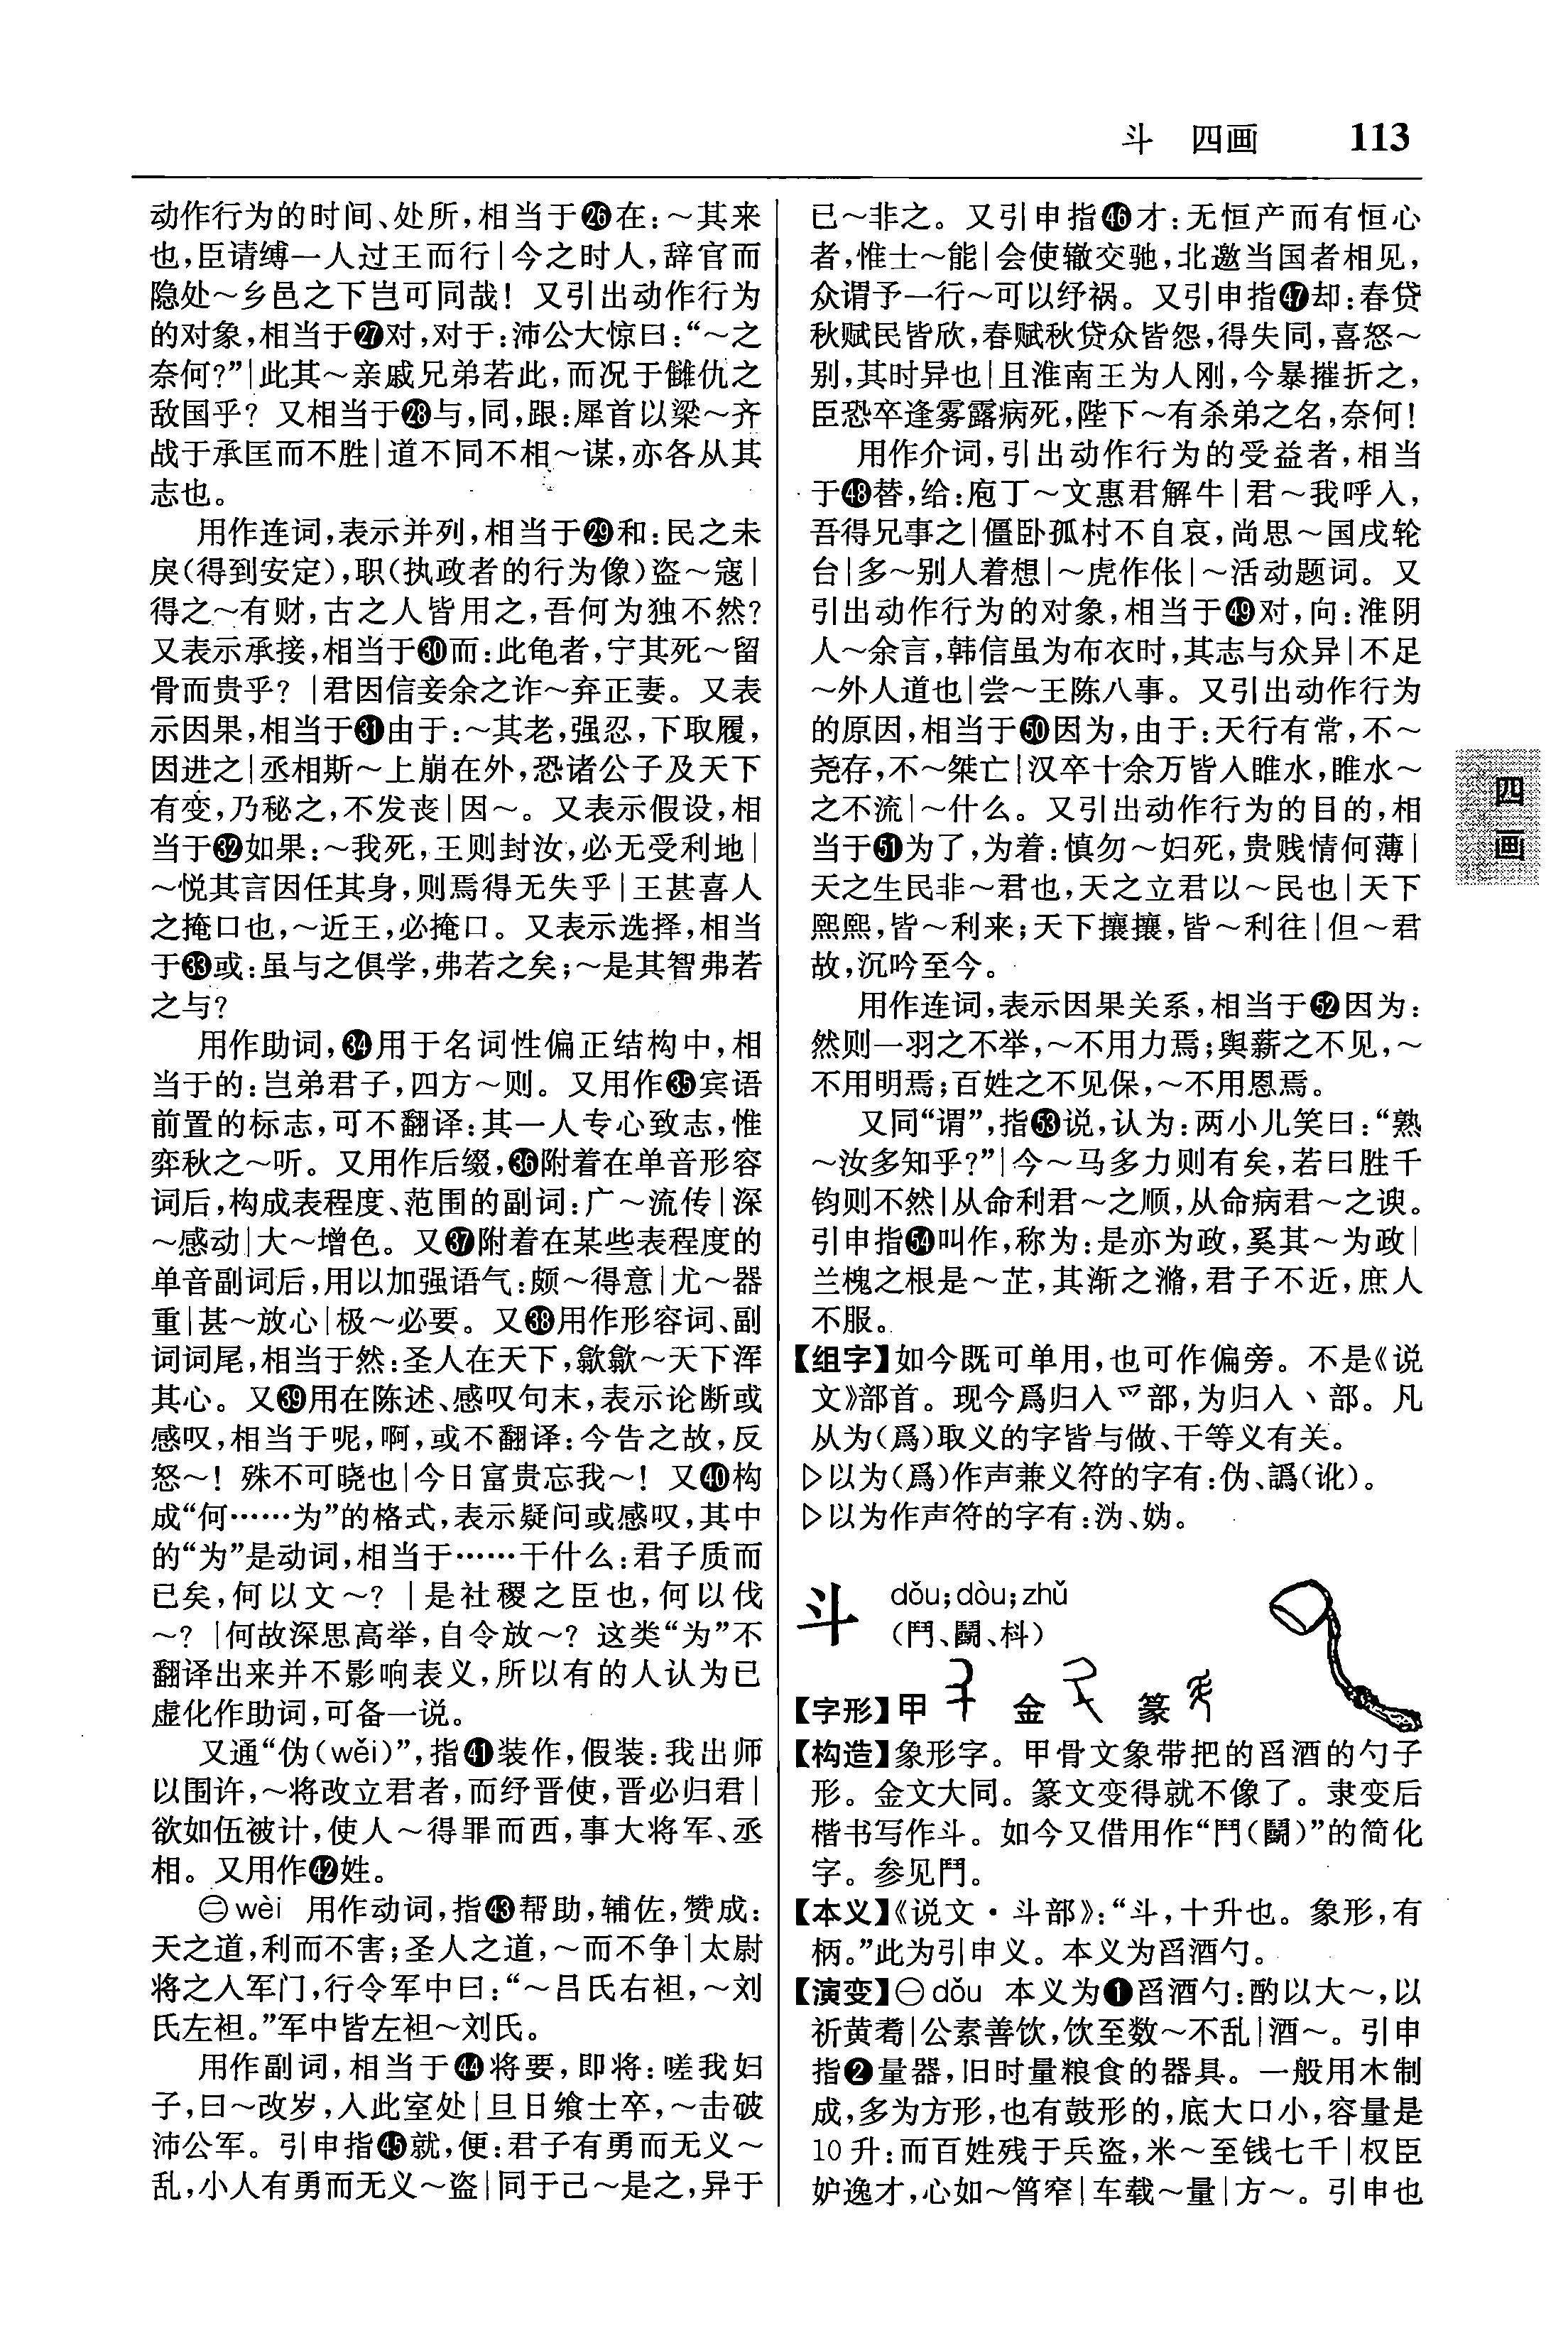 斗 四画 113
动作行为的时间、处所，相当于㉖在：～其来
也，臣请缚一人过王而行|今之时人，辞官而
隐处～乡邑之下岂可同哉！又引出动作行为
的对象，相当于㉗对，对于：沛公大惊曰：“～之
奈何？”|此其～亲戚兄弟若此，而况于雠仇之
敌国乎？又相当于㉘与，同，跟：犀首以梁～齐
战于承匡而不胜|道不同不相～谋，亦各从其
志也。
用作连词，表示并列，相当于㉙和：民之未
戾（得到安定），职（执政者的行为像）盗～寇|
得之～有财，古之人皆用之，吾何为独不然？
又表示承接，相当于㉚而：此龟者，宁其死～留
骨而贵乎？|君因信妾余之诈～弃正妻。又表
示因果，相当于㉛由于：～其老，强忍，下取履，
因进之|丞相斯～上崩在外，恐诸公子及天下
有变，乃秘之，不发丧|因～。又表示假设，相
当于㉜如果：～我死，王则封汝，必无受利地|
～悦其言因任其身，则焉得无失乎|王甚喜人
之掩口也，～近王，必掩口。又表示选择，相当
于㉝或：虽与之俱学，弗若之矣；～是其智弗若
之与？
用作助词，㉞用于名词性偏正结构中，相
当于的：岂弟君子，四方～则。又用作㉟宾语
前置的标志，可不翻译：其一人专心致志，惟
弈秋之～听。又用作后缀，㊱附着在单音形容
词后，构成表程度、范围的副词：广～流传|深
～感动|大～增色。又㊲附着在某些表程度的
单音副词后，用以加强语气：颇～得意|尤～器
重|甚～放心|极～必要。又㊳用作形容词、副
词词尾，相当于然：圣人在天下，歙歙～天下浑
其心。又㊴用在陈述、感叹句末，表示论断或
感叹，相当于呢，啊，或不翻译：今告之故，反
怒～！殊不可晓也|今日富贵忘我～！又㊵构
成“何……为”的格式，表示疑问或感叹，其中
的“为”是动词，相当于……干什么：君子质而
已矣，何以文～？|是社稷之臣也，何以伐
～？|何故深思高举，自令放～？这类“为”不
翻译出来并不影响表义，所以有的人认为已
虚化作助词，可备一说。
又通“伪（wěi）”，指㊶装作，假装：我出师
以围许，～将改立君者，而纾晋使，晋必归君|
欲如伍被计，使人～得罪而西，事大将军、丞
相。又用作㊷姓。
㊁wèi 用作动词，指㊸帮助，辅佐，赞成：
天之道，利而不害；圣人之道，～而不争|太尉
将之入军门，行令军中曰：“～吕氏右袒，～刘
氏左袒。”军中皆左袒～刘氏。
用作副词，相当于㊹将要，即将：嗟我妇
子，曰～改岁，入此室处|旦日飨士卒，～击破
沛公军。引申指㊺就，便：君子有勇而无义～
乱，小人有勇而无义～盗|同于己～是之，异于
已～非之。又引申指㊻才：无恒产而有恒心
者，惟士～能|会使辙交驰，北邀当国者相见，
众谓予一行～可以纾祸。又引申指㊼却：春贷
秋赋民皆欣，春赋秋贷众皆怨，得失同，喜怒～
别，其时异也|且淮南王为人刚，今暴摧折之，
臣恐卒逢雾露病死，陛下～有杀弟之名，奈何！
用作介词，引出动作行为的受益者，相当
于㊽替，给：庖丁～文惠君解牛|君～我呼入，
吾得兄事之|僵卧孤村不自哀，尚思～国戍轮
台|多～别人着想|～虎作伥|～活动题词。又
引出动作行为的对象，相当于㊾对，向：淮阴
人～余言，韩信虽为布衣时，其志与众异|不足
～外人道也|尝～王陈八事。又引出动作行为
的原因，相当于㊿因为，由于：天行有常，不～
尧存，不～桀亡|汉卒十余万皆入睢水，睢水～
之不流|～什么。又引出动作行为的目的，相
当于51为了，为着：慎勿～妇死，贵贱情何薄|
天之生民非～君也，天之立君以～民也|天下
熙熙，皆～利来；天下攘攘，皆～利往|但～君
故，沉吟至今。
用作连词，表示因果关系，相当于52因为：
然则一羽之不举，～不用力焉；舆薪之不见，～
不用明焉；百姓之不见保，～不用恩焉。
又同“谓”，指53说，认为：两小儿笑曰：“孰
～汝多知乎？”|今～马多力则有矣，若曰胜千
钧则不然|从命利君～之顺，从命病君～之谀。
引申指54叫作，称为：是亦为政，奚其～为政|
兰槐之根是～芷，其渐之滫，君子不近，庶人
不服。
【组字】如今既可单用，也可作偏旁。不是《说
文》部首。现今爲归入爫部，为归入丶部。凡
从为（爲）取义的字皆与做、干等义有关。
▷以为（爲）作声兼义符的字有：伪、譌（讹）。
▷以为作声符的字有：沩、妫。
斗 dǒu；dòu；zhǔ
（鬥、鬭、枓）
【字形】甲 金 篆
【构造】象形字。甲骨文象带把的舀酒的勺子
形。金文大同。篆文变得就不像了。隶变后
楷书写作斗。如今又借用作“鬥（鬭）”的简化
字。参见鬥。
【本义】《说文·斗部》：“斗，十升也。象形，有
柄。”此为引申义。本义为舀酒勺。
【演变】㊀dǒu 本义为❶舀酒勺：酌以大～，以
祈黄耇|公素善饮，饮至数～不乱|酒～。引申
指❷量器，旧时量粮食的器具。一般用木制
成，多为方形，也有鼓形的，底大口小，容量是
10升：而百姓残于兵盗，米～至钱七千|权臣
妒逸才，心如～筲窄|车载～量|方～。引申也
四画